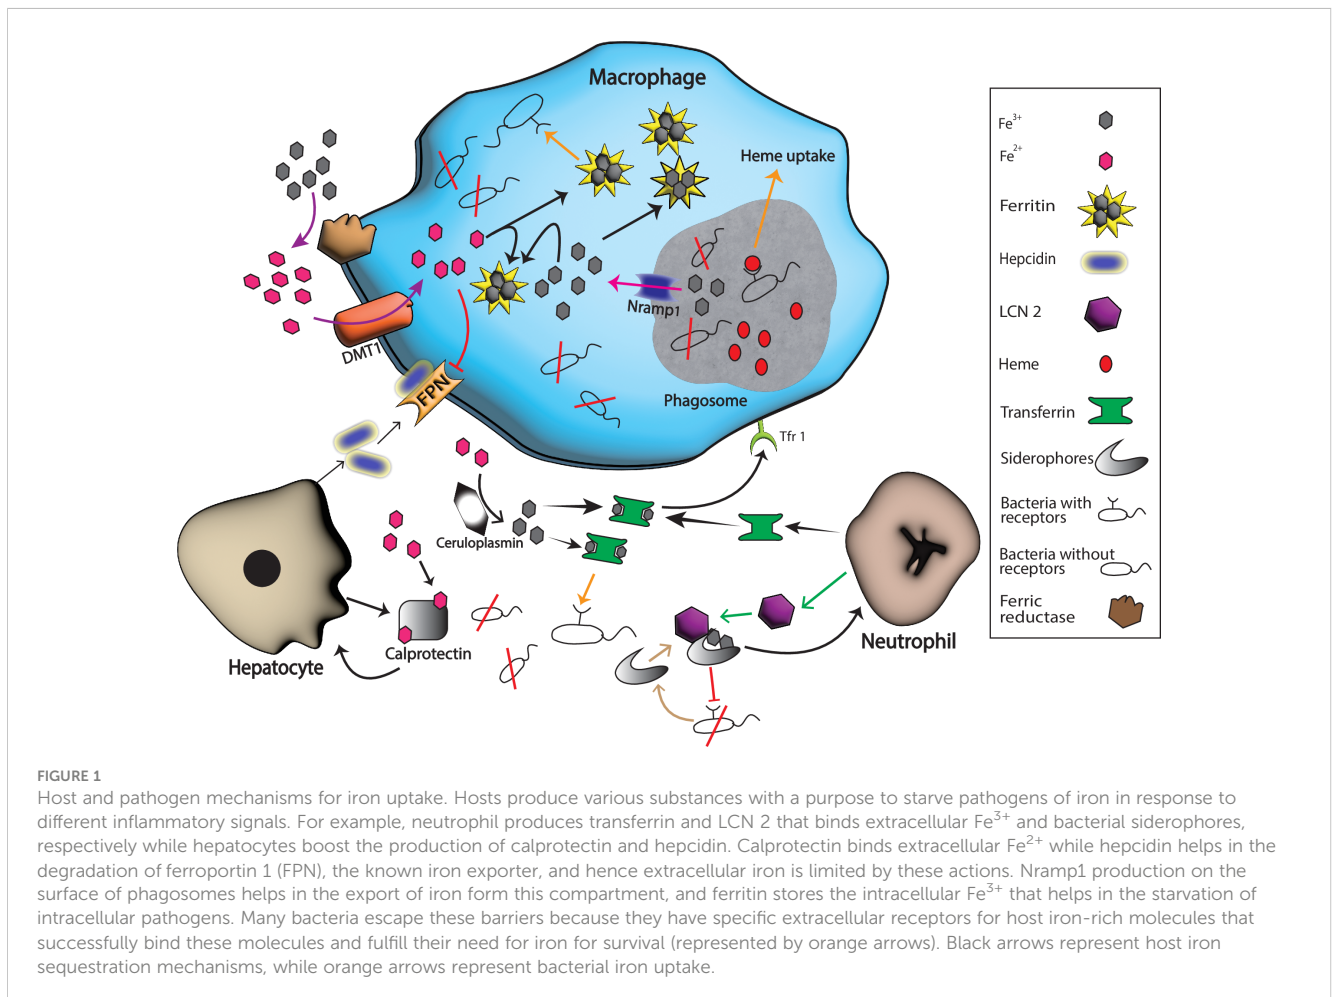 Macrophage
Heme uptake
Nramp1
DMT1
FPN
Phagosome
Tfr 1
Ceruloplasmin
Calprotectin
Hepatocyte
Neutrophil
Fe3+
Fe2+
Ferritin
Hepcidin
LCN 2
Heme
Transferrin
Siderophores
Bacteria with
receptors
Bacteria without
receptors
Ferric
reductase
FIGURE 1
Host and pathogen mechanisms for iron uptake. Hosts produce various substances with a purpose to starve pathogens of iron in response to
different inflammatory signals. For example, neutrophil produces transferrin and LCN 2 that binds extracellular Fe3+ and bacterial siderophores,
respectively while hepatocytes boost the production of calprotectin and hepcidin. Calprotectin binds extracellular Fe2+ while hepcidin helps in the
degradation of ferroportin 1 (FPN), the known iron exporter, and hence extracellular iron is limited by these actions. Nramp1 production on the
surface of phagosomes helps in the export of iron form this compartment, and ferritin stores the intracellular Fe3+ that helps in the starvation of
intracellular pathogens. Many bacteria escape these barriers because they have specific extracellular receptors for host iron-rich molecules that
successfully bind these molecules and fulfill their need for iron for survival (represented by orange arrows). Black arrows represent host iron
sequestration mechanisms, while orange arrows represent bacterial iron uptake.